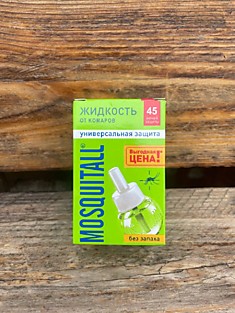 ЖИДКОСТЬ
ОТ КОМАРОВ
45
универсальная защита
Выгодная
ЦЕНА!
MOSQUITALL®
без запаха